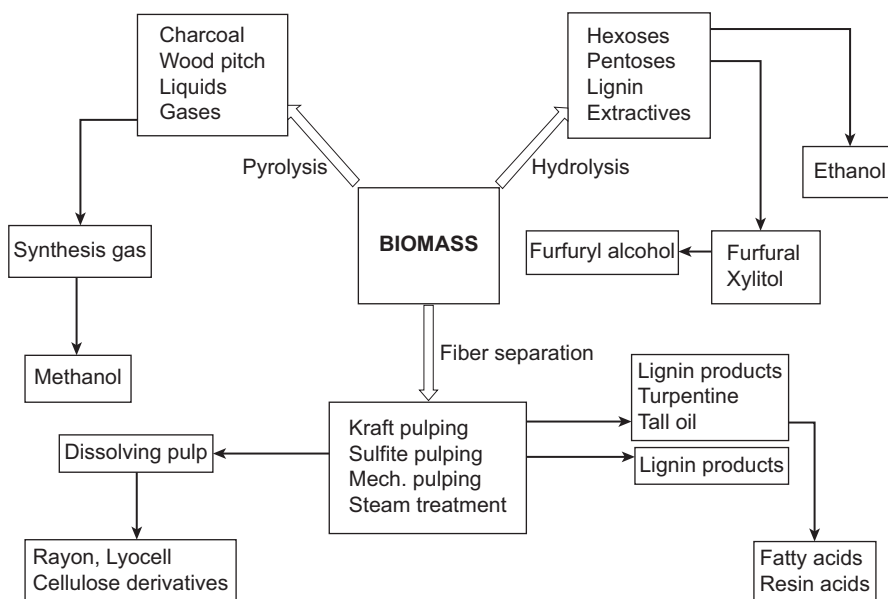 Charcoal
Wood pitch
Liquids
Gases
Hexoses
Pentoses
Lignin
Extractives
Pyrolysis
Hydrolysis
Ethanol
BIOMASS
Synthesis gas
Furfuryl alcohol
Furfural
Xylitol
Fiber separation
Methanol
Lignin products
Turpentine
Tall oil
Kraft pulping
Sulfite pulping
Mech. pulping
Steam treatment
Dissolving pulp
Lignin products
Rayon, Lyocell
Cellulose derivatives
Fatty acids
Resin acids